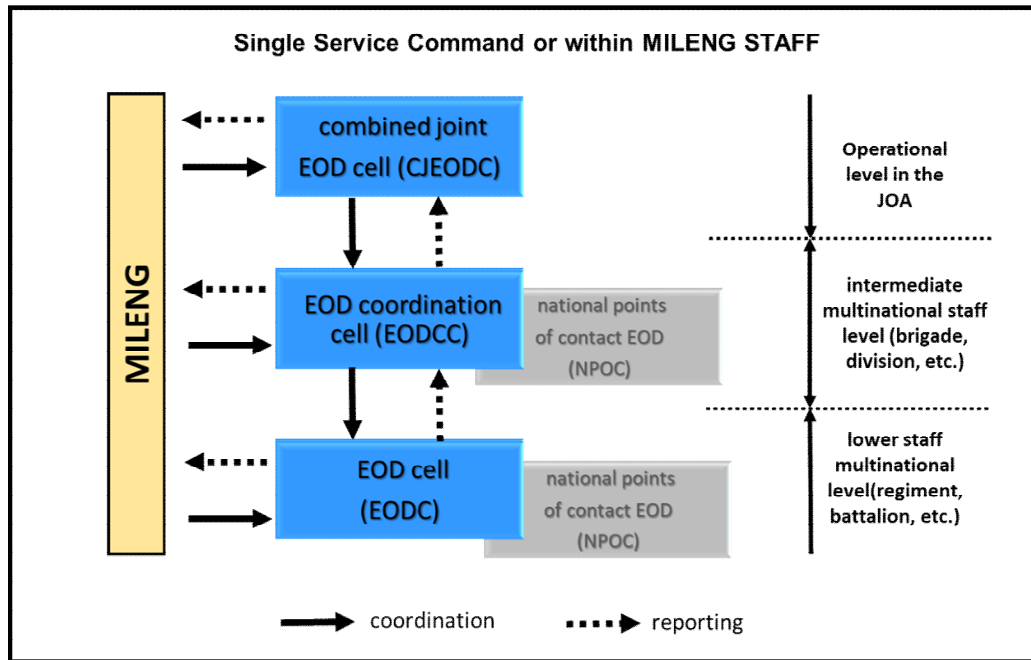 Single Service Command or within MILENG STAFF
MILENG
combined joint
EOD cell (CJEODC)
Operational
level in the
JOA
EOD coordination
cell (EODCC)
national points
of contact EOD
(NPOC)
intermediate
multinational staff
level (brigade,
division, etc.)
EOD cell
(EODC)
national points
of contact EOD
(NPOC)
lower staff
multinational
level(regiment,
battalion, etc.)
coordination
reporting